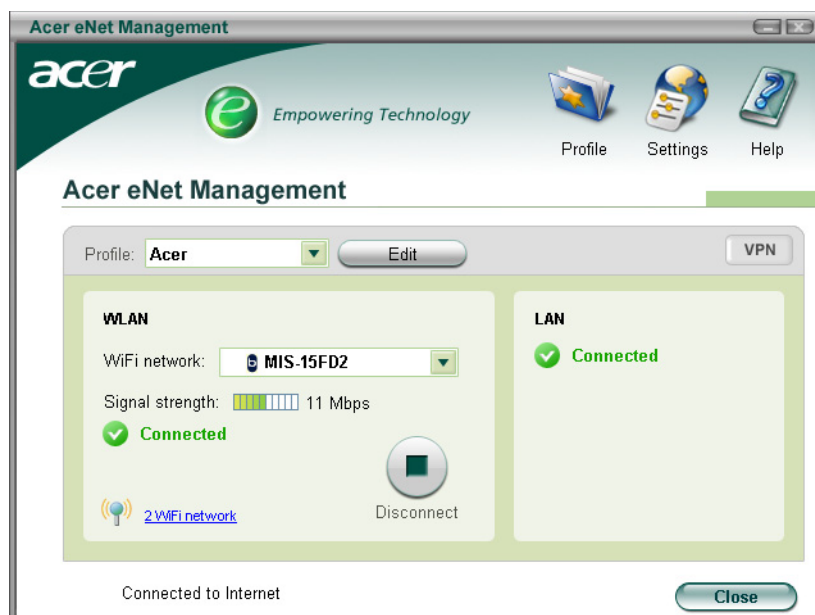 Acer eNet Management
acer
e Empowering Technology
Profile Settings Help
Acer eNet Management
Profile: Acer Edit VPN
WLAN
WiFi network: b MIS-15FD2
Signal strength: 11 Mbps
Connected
2 WiFi network
Disconnect
LAN
Connected
Connected to Internet
Close